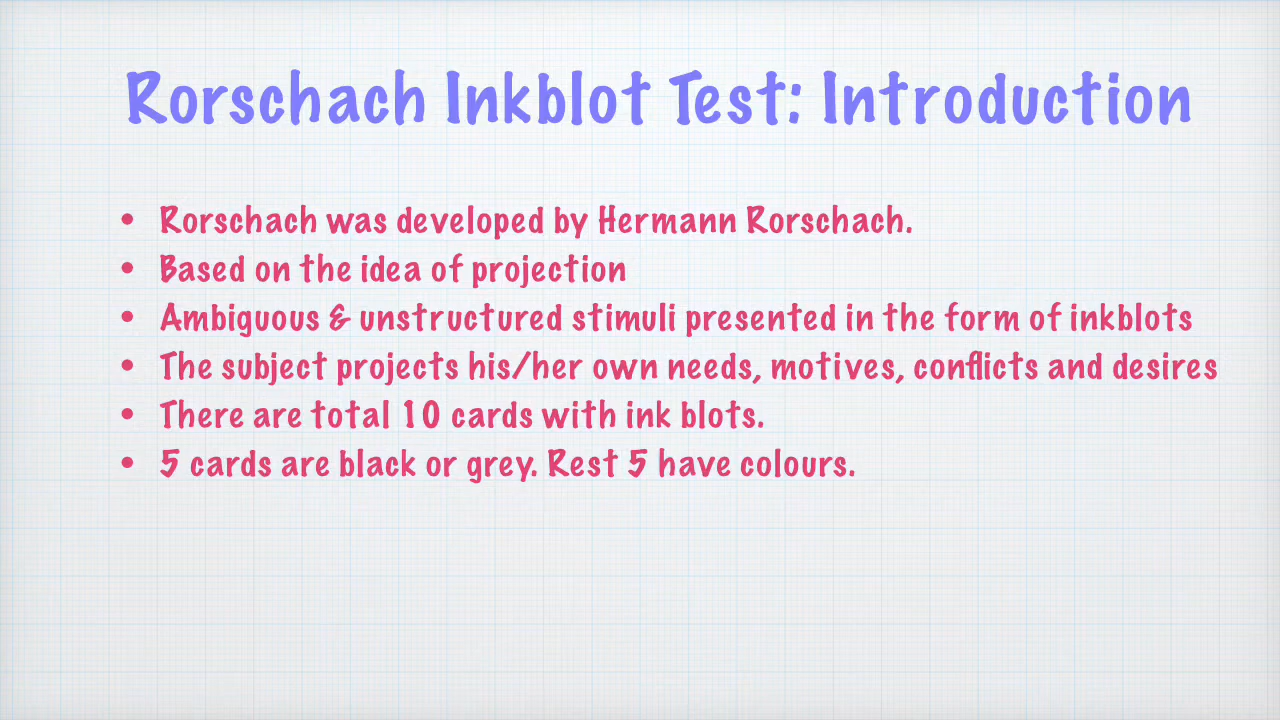 Rorschach Inkblot Test: Introduction
• Rorschach was developed by Hermann Rorschach.
• Based on the idea of projection
• Ambiguous & unstructured stimuli presented in the form of inkblots
• The subject projects his/her own needs, motives, conflicts and desires
• There are total 10 cards with ink blots.
• 5 cards are black or grey. Rest 5 have colours.